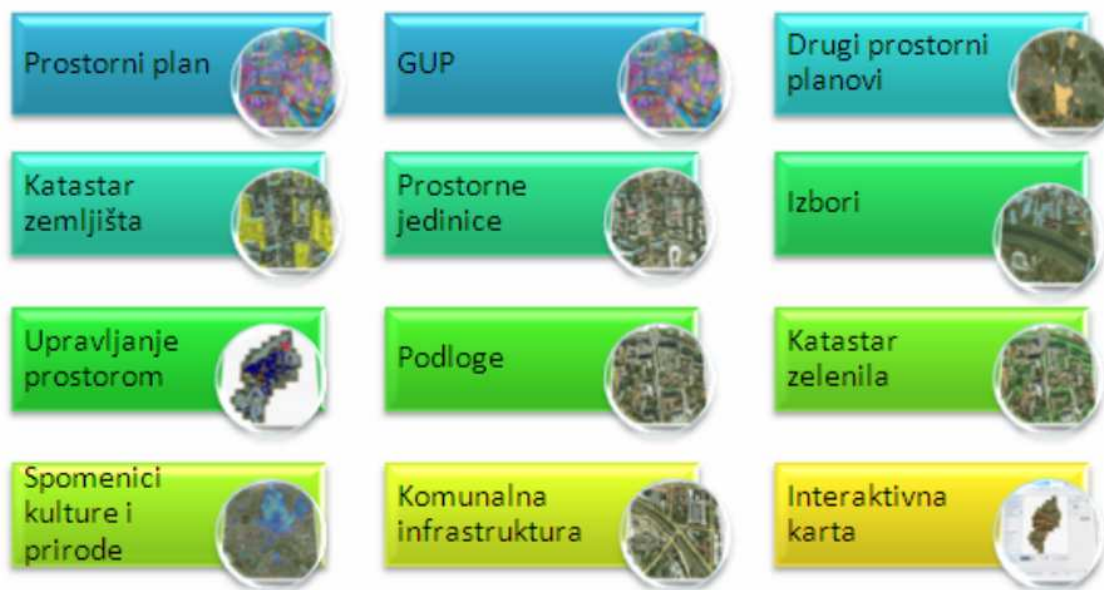 Prostorni plan
GUP
Drugi prostorni
planovi
Katastar
zemljišta
Prostorne
jedinice
Izbori
Upravljanje
prostorom
Podloge
Katastar
zelenila
Spomenici
kulture i
prirode
Komunalna
infrastruktura
Interaktivna
karta